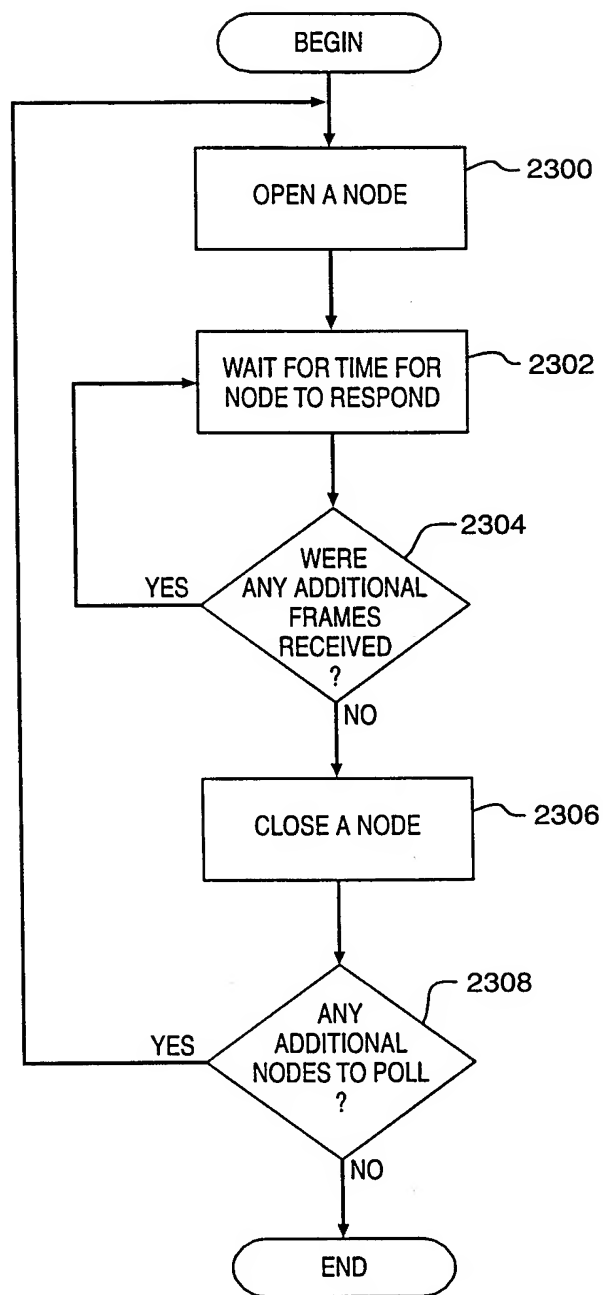 BEGIN
OPEN A NODE
2300
WAIT FOR TIME FOR
NODE TO RESPOND
2302
2304
WERE
ANY ADDITIONAL
FRAMES
RECEIVED
?
YES
NO
CLOSE A NODE
2306
2308
ANY
ADDITIONAL
NODES TO POLL
?
YES
NO
END